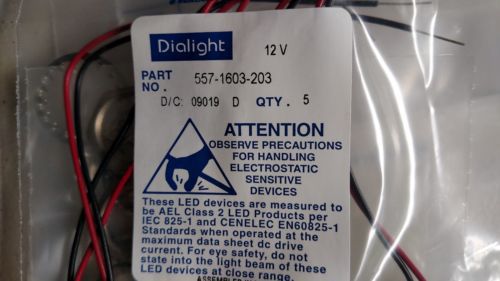 Dialight 12 V
PART NO. 557-1603-203
D/C: 09019 D QTY. 5
ATTENTION
OBSERVE PRECAUTIONS
FOR HANDLING
ELECTROSTATIC
SENSITIVE
DEVICES
These LED devices are measured to
be AEL Class 2 LED Products per
IEC 825-1 and CENELEC EN60825-1
Standards when operated at the
maximum data sheet dc drive
current. For eye safety, do not
state into the light beam of these
LED devices at close range.
ASSEMBLED